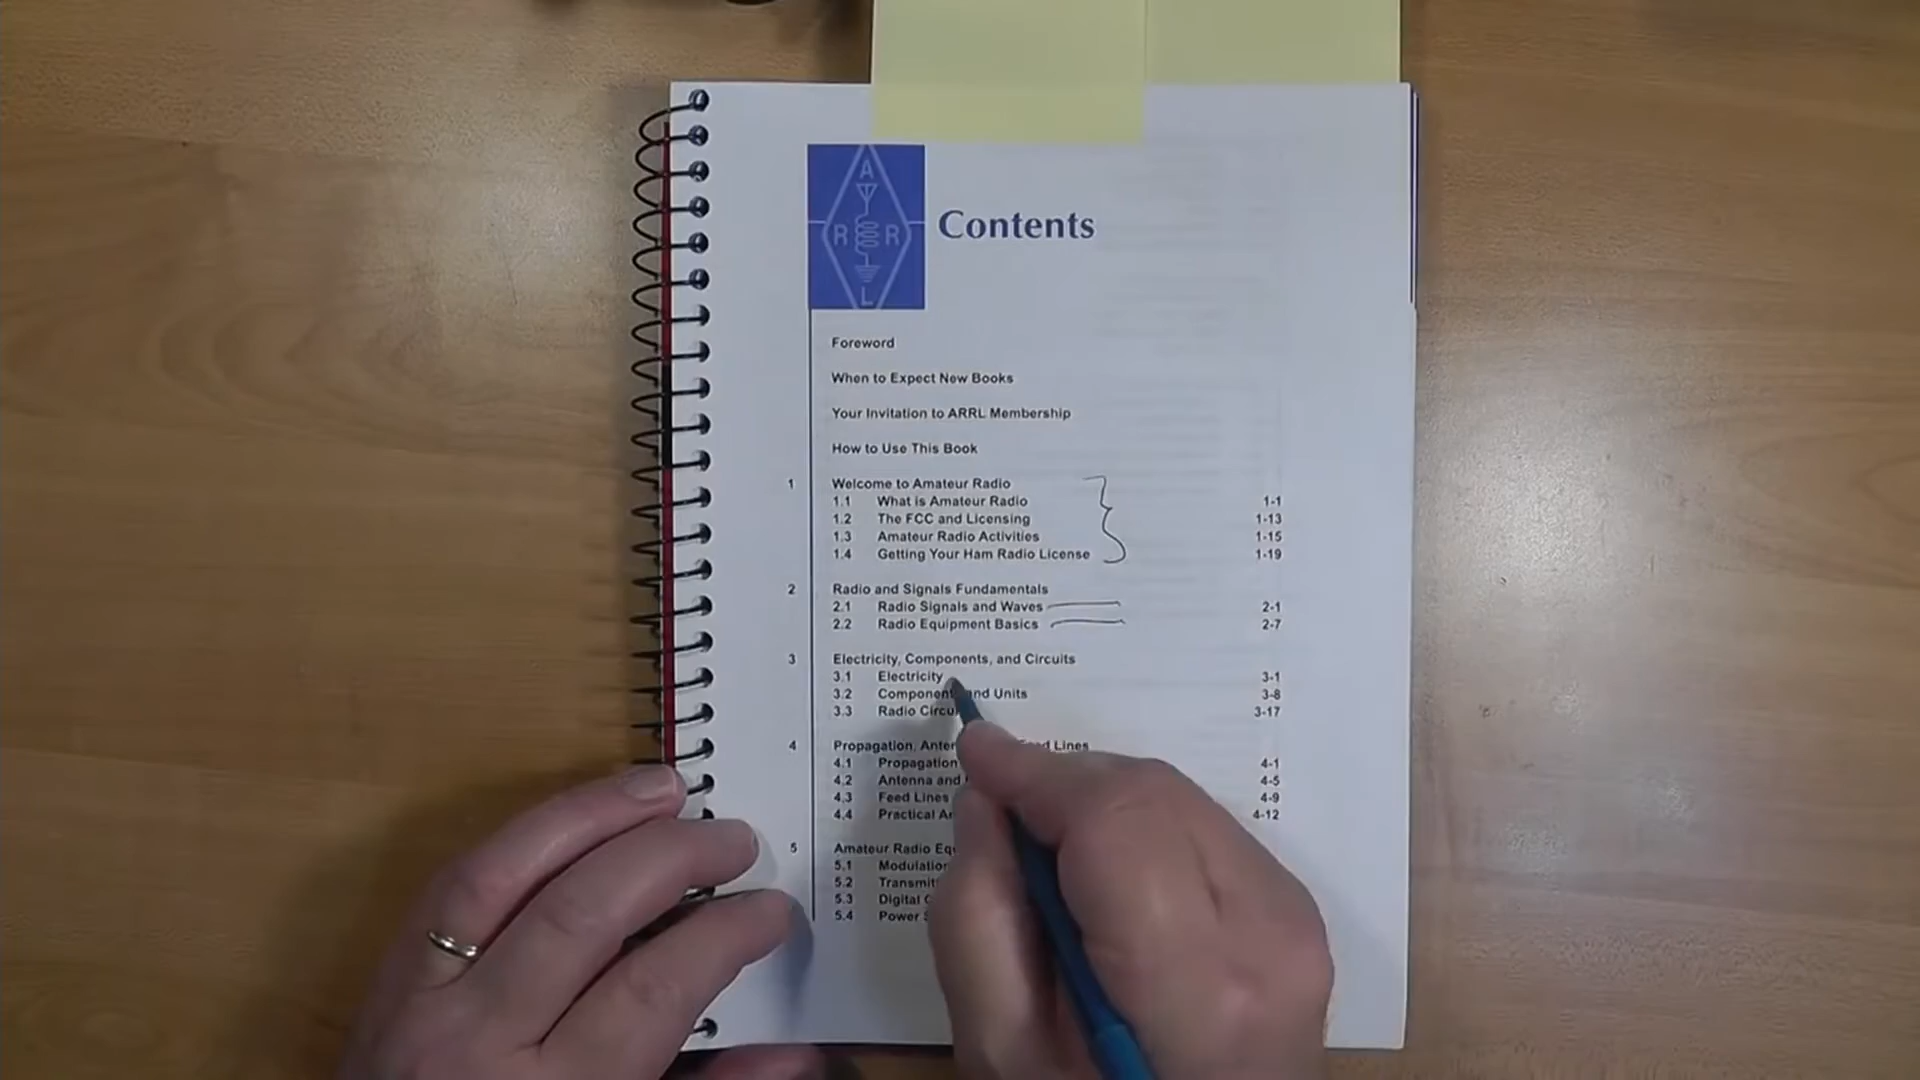 A
R R
L
Contents
Foreword
When to Expect New Books
Your Invitation to ARRL Membership
How to Use This Book
1 Welcome to Amateur Radio
1.1 What is Amateur Radio 1-1
1.2 The FCC and Licensing 1-13
1.3 Amateur Radio Activities 1-15
1.4 Getting Your Ham Radio License 1-19
2 Radio and Signals Fundamentals
2.1 Radio Signals and Waves 2-1
2.2 Radio Equipment Basics 2-7
3 Electricity, Components, and Circuits
3.1 Electricity 3-1
3.2 Component and Units 3-8
3.3 Radio 3-17
4 Propagation, Lines
4.1 Propagation 4-1
4.2 Antenna and 4-5
4.3 Feed Lines 4-9
4.4 Practical 4-12
5 Amateur Radio
5.1 Modulation
5.2
5.3 Digital
5.4 Power